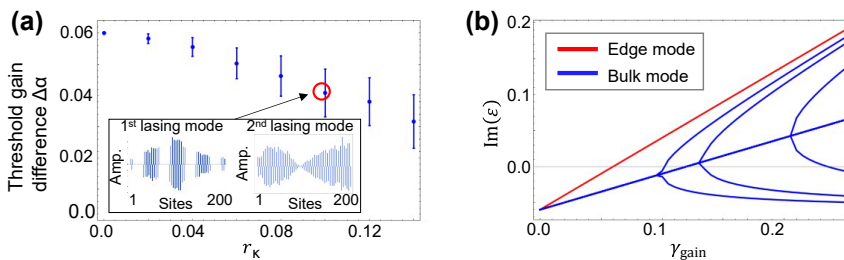 (a)
Threshold gain
difference Δα
0.06
0.04
0.02
0.0
1st lasing mode
2nd lasing mode
Amp.
Amp.
1
Sites
200
1
Sites
200
0.0
0.04
0.08
0.12
rκ
(b)
Im(ε)
0.2
0.1
0.0
Edge mode
Bulk mode
0.0
0.1
0.2
γgain